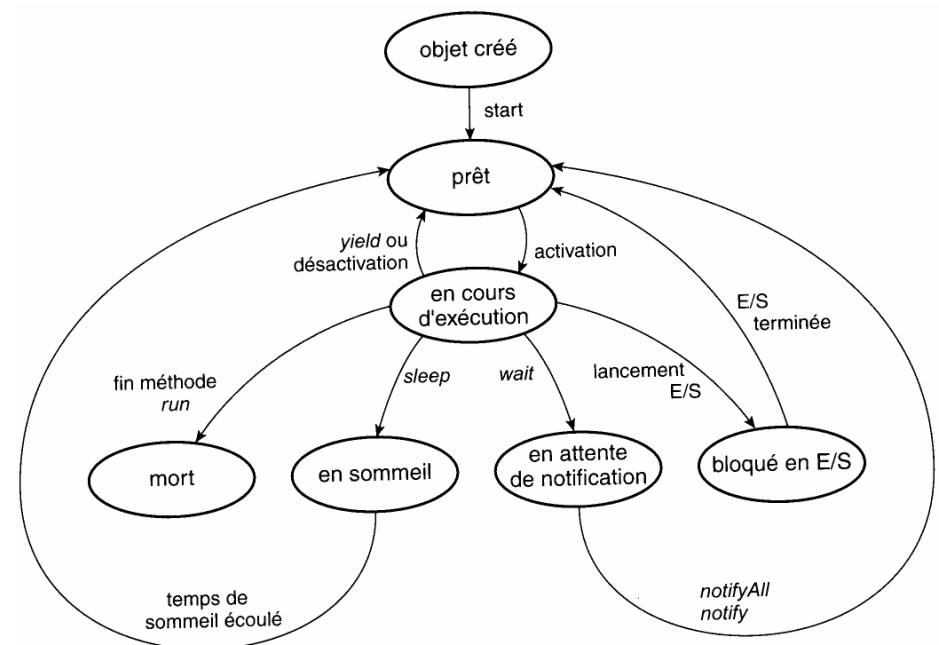 objet créé
start
prêt
yield ou
désactivation
activation
en cours
d'exécution
E/S
terminée
fin méthode
run
sleep
wait
lancement
E/S
mort
en sommeil
en attente
de notification
bloqué en E/S
temps de
sommeil écoulé
notifyAll
notify